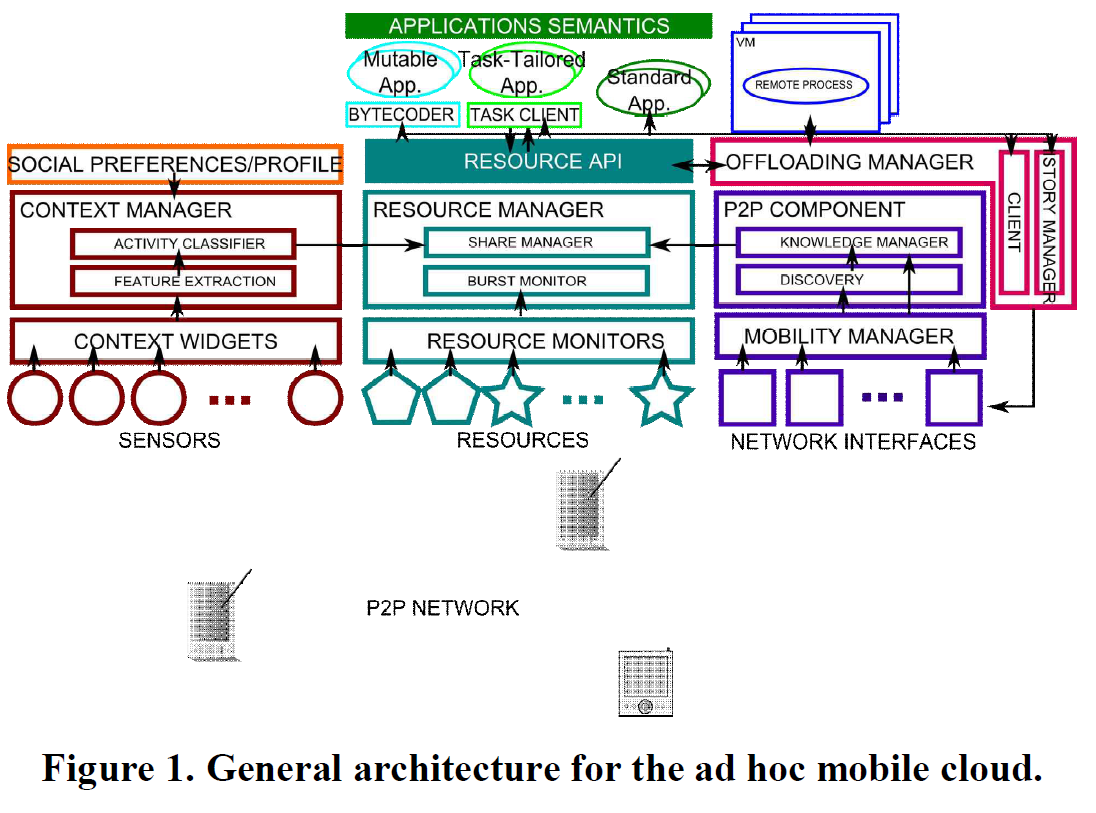 APPLICATIONS SEMANTICS
Mutable
App.
Task-Tailored
App.
Standard
App.
VM
REMOTE PROCESS
BYTECODER
TASK CLIENT
SOCIAL PREFERENCES/PROFILE
RESOURCE API
OFFLOADING MANAGER
CONTEXT MANAGER
RESOURCE MANAGER
P2P COMPONENT
CLIENT
ISTORY MANAGER
ACTIVITY CLASSIFIER
SHARE MANAGER
KNOWLEDGE MANAGER
FEATURE EXTRACTION
BURST MONITOR
DISCOVERY
CONTEXT WIDGETS
RESOURCE MONITORS
MOBILITY MANAGER
SENSORS
RESOURCES
NETWORK INTERFACES
P2P NETWORK
Figure 1. General architecture for the ad hoc mobile cloud.